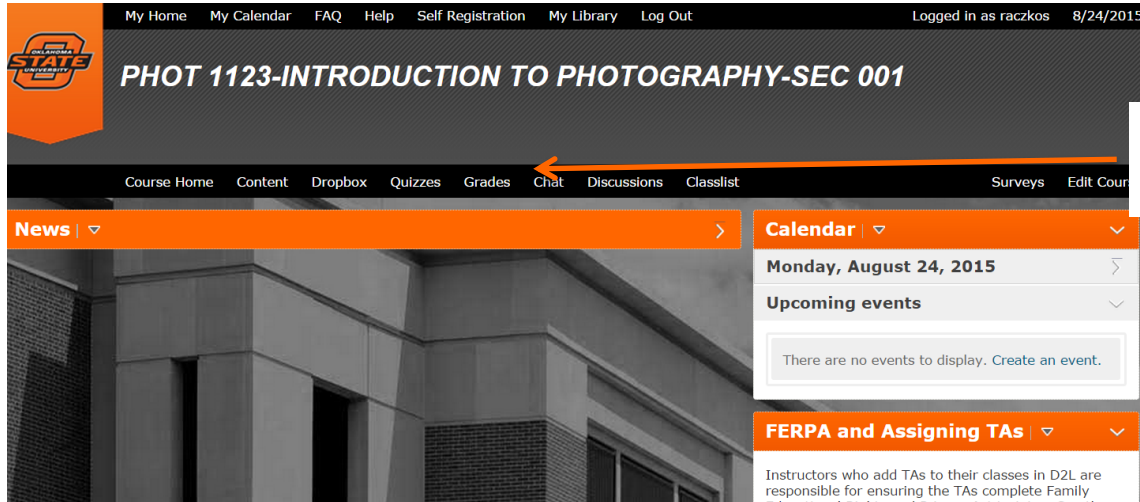 My Home My Calendar FAQ Help Self Registration My Library Log Out Logged in as raczkos 8/24/2015
OKLAHOMA
STATE
UNIVERSITY
PHOT 1123-INTRODUCTION TO PHOTOGRAPHY-SEC 001
Course Home Content Dropbox Quizzes Grades Chat Discussions Classlist Surveys Edit Cour
News
Calendar
Monday, August 24, 2015
Upcoming events
There are no events to display. Create an event.
FERPA and Assigning TAs
Instructors who add TAs to their classes in D2L are
responsible for ensuring the TAs complete Family